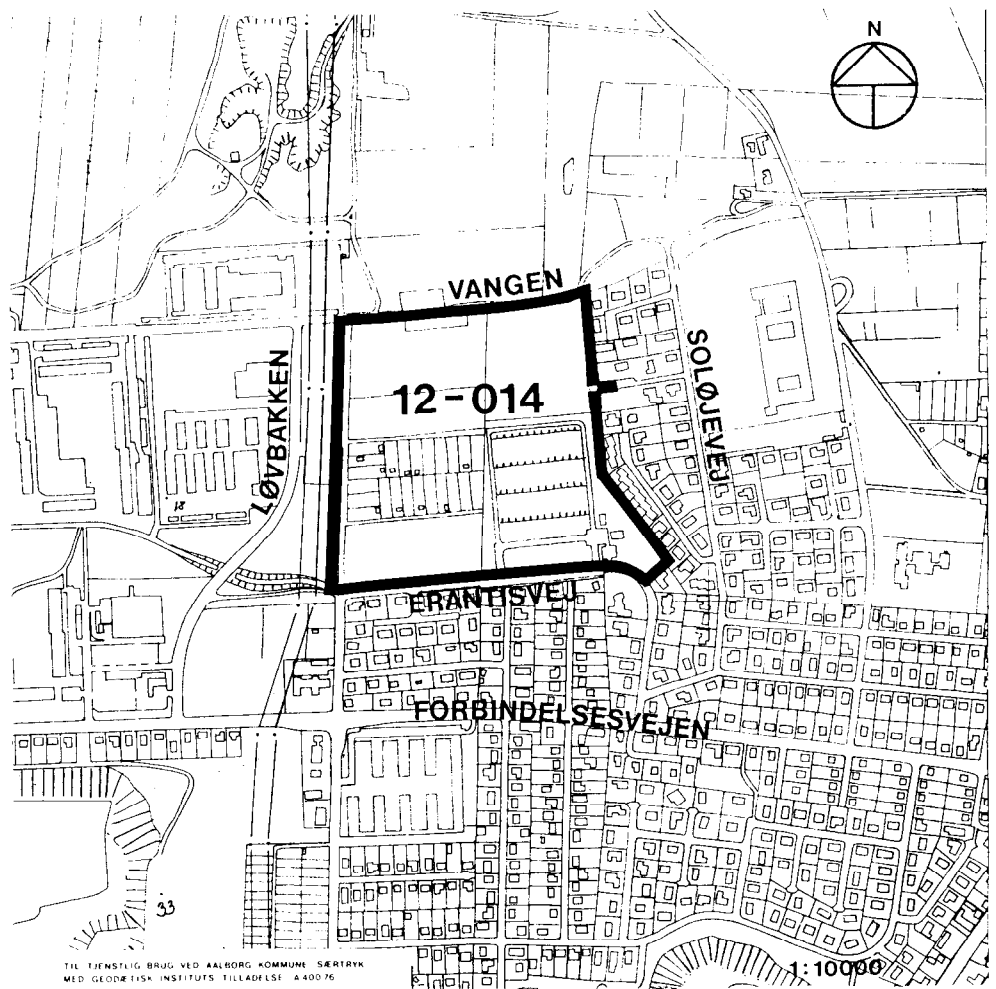 N
VANGEN
SOLØJEVEJ
12-014
LØVBAKKEN
18
ERANTISVEJ
FORBINDELSESVEJEN
33
1:10000
TIL TJENSTLIG BRUG VED AALBORG KOMMUNE SÆRTRYK
MED GEODÆTISK INSTITUTS TILLADELSE A 400 76